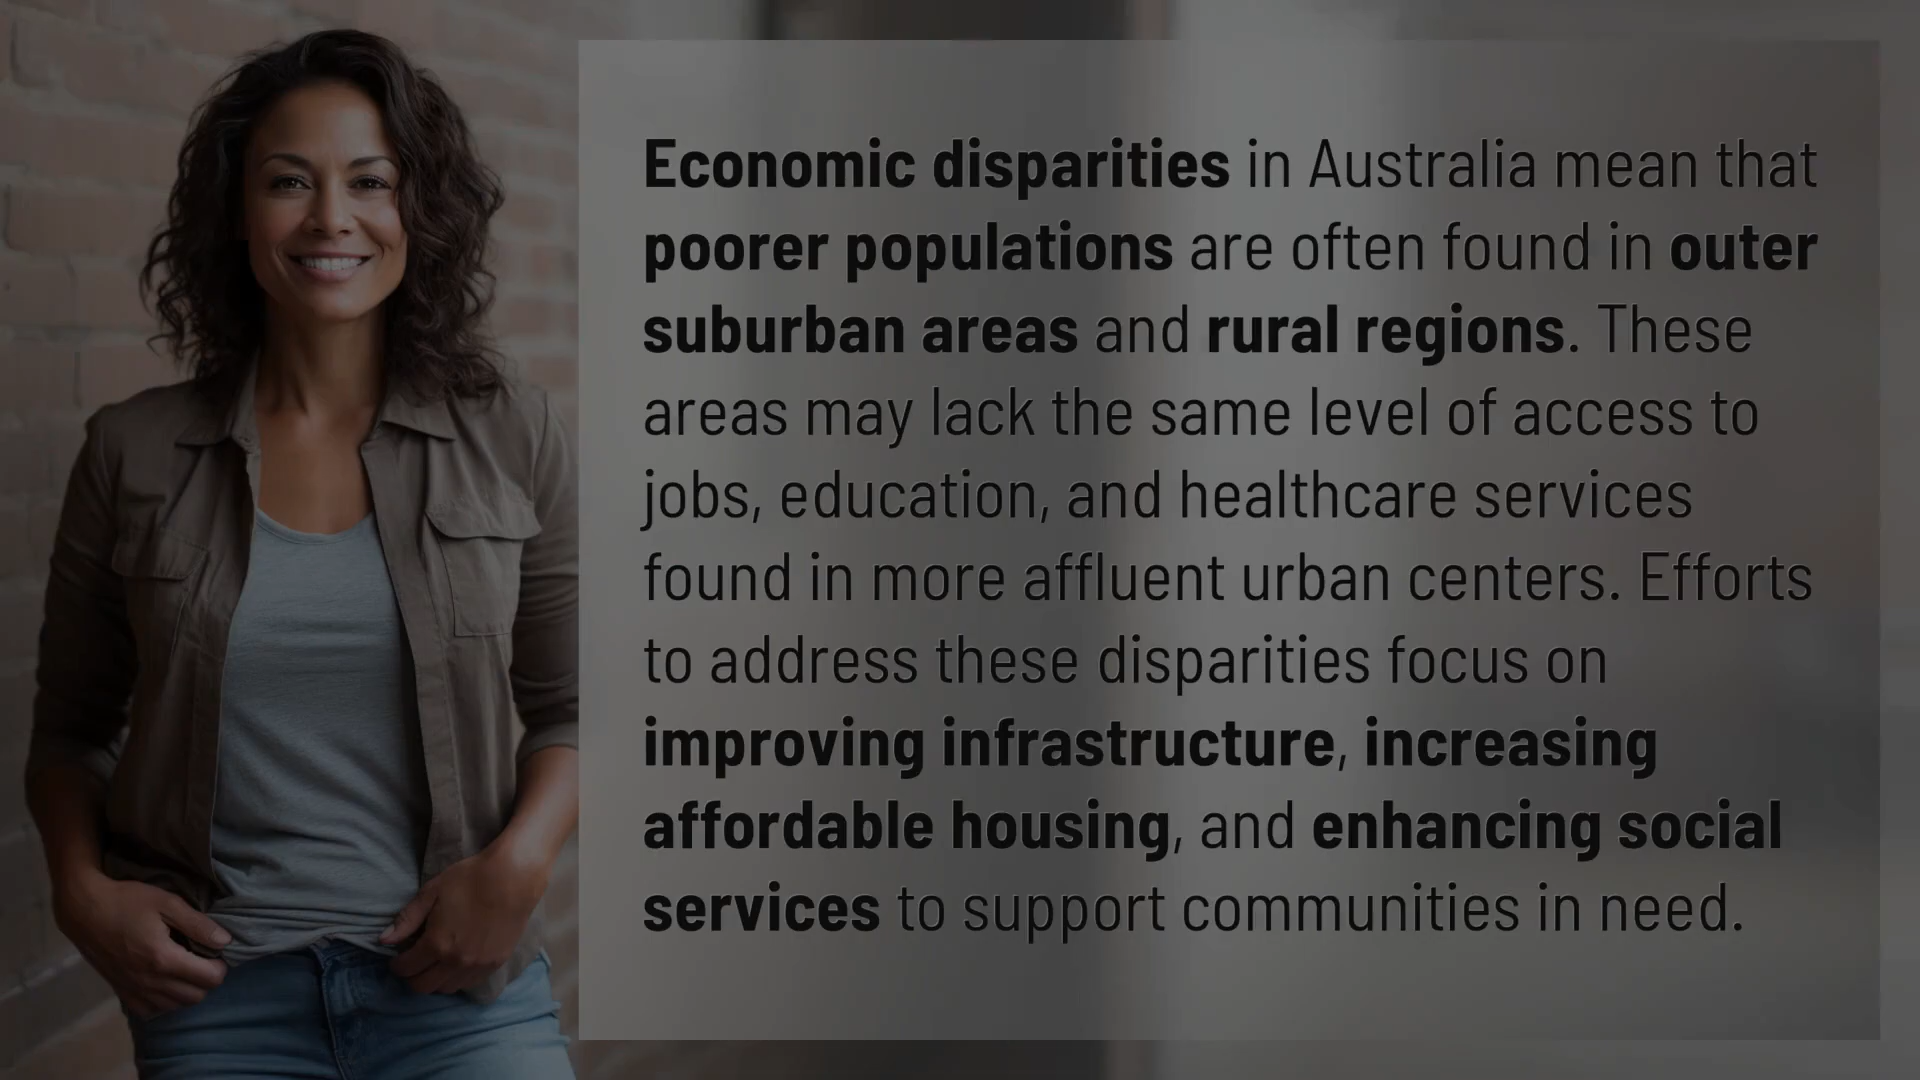 Economic disparities in Australia mean that
poorer populations are often found in outer
suburban areas and rural regions. These
areas may lack the same level of access to
jobs, education, and healthcare services
found in more affluent urban centers. Efforts
to address these disparities focus on
improving infrastructure, increasing
affordable housing, and enhancing social
services to support communities in need.